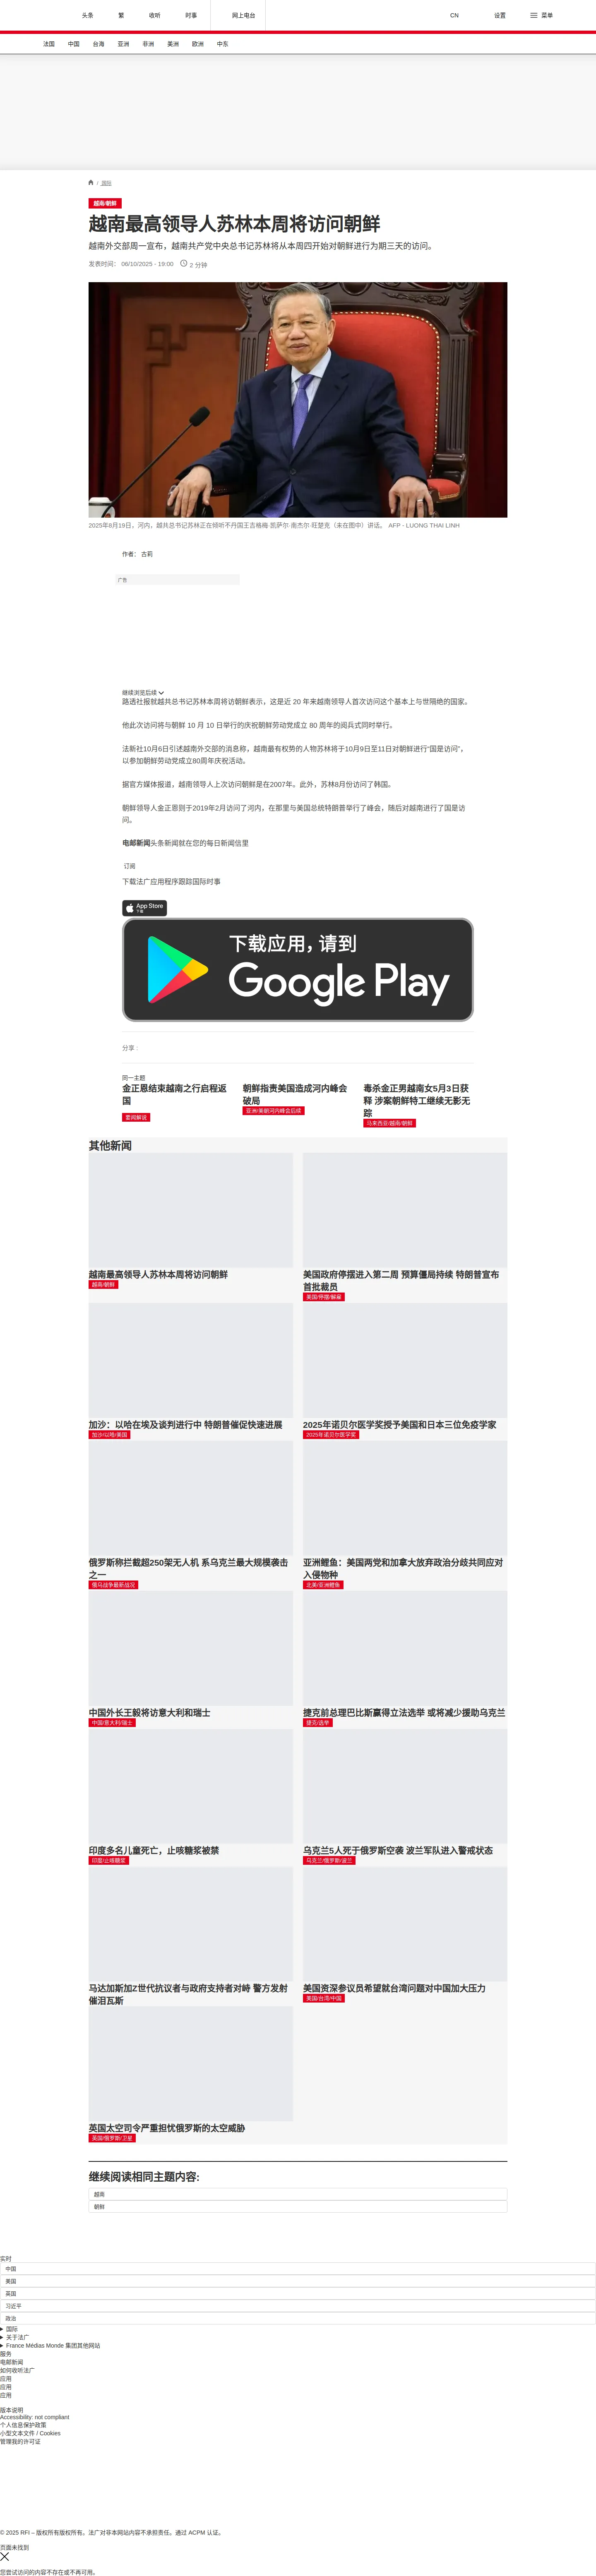 头条
繁
收听
时事
网上电台
CN
设置
菜单
法国
中国
台海
亚洲
非洲
美洲
欧洲
中东
/ 国际
越南/朝鲜
越南最高领导人苏林本周将访问朝鲜
越南外交部周一宣布，越南共产党中央总书记苏林将从本周四开始对朝鲜进行为期三天的访问。
发表时间： 06/10/2025 - 19:00
2 分钟
2025年8月19日，河内，越共总书记苏林正在倾听不丹国王吉格梅·凯萨尔·南杰尔·旺楚克（未在图中）讲话。 AFP - LUONG THAI LINH
作者： 古莉
广告
继续浏览后续
路透社报就越共总书记苏林本周将访朝鲜表示，这是近 20 年来越南领导人首次访问这个基本上与世隔绝的国家。
他此次访问将与朝鲜 10 月 10 日举行的庆祝朝鲜劳动党成立 80 周年的阅兵式同时举行。
法新社10月6日引述越南外交部的消息称，越南最有权势的人物苏林将于10月9日至11日对朝鲜进行“国是访问”，
以参加朝鲜劳动党成立80周年庆祝活动。
据官方媒体报道，越南领导人上次访问朝鲜是在2007年。此外，苏林8月份访问了韩国。
朝鲜领导人金正恩则于2019年2月访问了河内，在那里与美国总统特朗普举行了峰会，随后对越南进行了国是访
问。
电邮新闻头条新闻就在您的每日新闻信里
订阅
下载法广应用程序跟踪国际时事
App Store
下载
下载应用，请到
Google Play
分享 :
同一主题
金正恩结束越南之行启程返
国
要闻解说
朝鲜指责美国造成河内峰会
破局
亚洲/美朝河内峰会后续
毒杀金正男越南女5月3日获
释 涉案朝鲜特工继续无影无
踪
马来西亚/越南/朝鲜
其他新闻
越南最高领导人苏林本周将访问朝鲜
越南/朝鲜
美国政府停摆进入第二周 预算僵局持续 特朗普宣布
首批裁员
美国/停摆/解雇
加沙：以哈在埃及谈判进行中 特朗普催促快速进展
加沙/以哈/美国
2025年诺贝尔医学奖授予美国和日本三位免疫学家
2025年诺贝尔医学奖
俄罗斯称拦截超250架无人机 系乌克兰最大规模袭击
之一
俄乌战争最新战况
亚洲鲤鱼：美国两党和加拿大放弃政治分歧共同应对
入侵物种
北美/亚洲鲤鱼
中国外长王毅将访意大利和瑞士
中国/意大利/瑞士
捷克前总理巴比斯赢得立法选举 或将减少援助乌克兰
捷克/选举
印度多名儿童死亡，止咳糖浆被禁
印度/止咳糖浆
乌克兰5人死于俄罗斯空袭 波兰军队进入警戒状态
乌克兰/俄罗斯/波兰
马达加斯加Z世代抗议者与政府支持者对峙 警方发射
催泪瓦斯
美国资深参议员希望就台湾问题对中国加大压力
美国/台湾/中国
英国太空司令严重担忧俄罗斯的太空威胁
英国/俄罗斯/卫星
继续阅读相同主题内容:
越南
朝鲜
实时
中国
美国
英国
习近平
政治
国际
关于法广
France Médias Monde 集团其他网站
服务
电邮新闻
如何收听法广
应用
应用
应用
版本说明
Accessibility: not compliant
个人信息保护政策
小型文本文件 / Cookies
管理我的许可证
© 2025 RFI – 版权所有版权所有。法广对非本网站内容不承担责任。通过 ACPM 认证。
页面未找到
您尝试访问的内容不存在或不再可用。